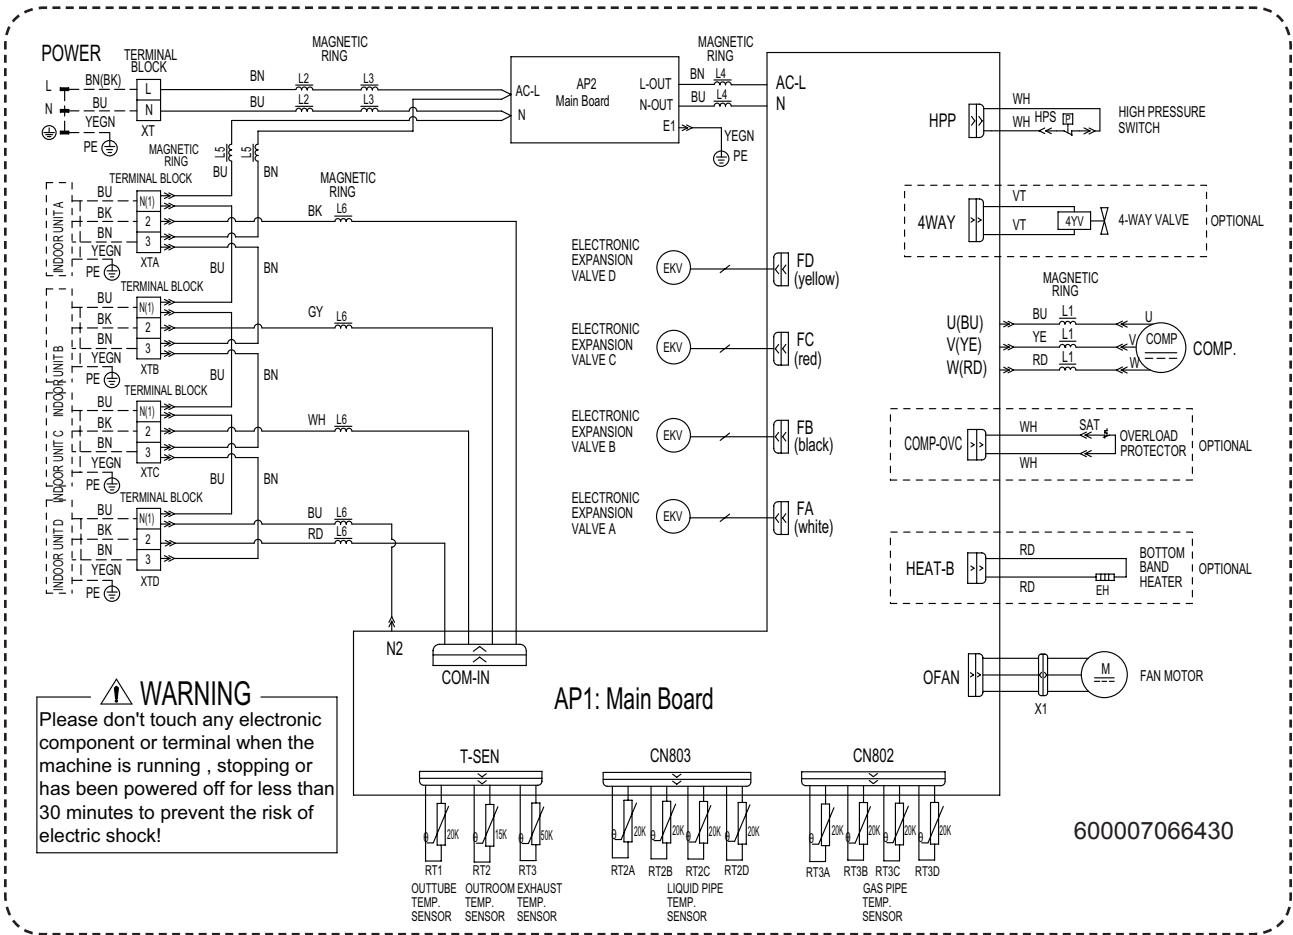 POWER
TERMINAL
BLOCK
MAGNETIC
RING
MAGNETIC
RING
L
BN(BK)
L
BN
L2
L3
AC-L
AP2
Main Board
L-OUT
BN
L4
AC-L
N
BU
N
BU
L2
L3
N
N-OUT
BU
L4
N
YEGN
XT
E1
YEGN
PE
PE
MAGNETIC
RING
L5
L5
BU
BN
HPP
WH
WH
HPS
P
HIGH PRESSURE
SWITCH
TERMINAL BLOCK
MAGNETIC
RING
INDOOR UNIT A
BU
N(1)
BK
2
BN
3
YEGN
PE
XTA
BK
L6
BU
BN
4WAY
VT
VT
4YV
4-WAY VALVE
OPTIONAL
ELECTRONIC
EXPANSION
VALVE D
EKV
FD
(yellow)
TERMINAL BLOCK
INDOOR UNIT B
BU
N(1)
BK
2
BN
3
YEGN
PE
XTB
GY
L6
BU
BN
ELECTRONIC
EXPANSION
VALVE C
EKV
FC
(red)
MAGNETIC
RING
U(BU)
BU
L1
U
V(YE)
YE
L1
V
COMP
COMP.
W(RD)
RD
L1
W
TERMINAL BLOCK
INDOOR UNIT C
BU
N(1)
BK
2
BN
3
YEGN
PE
XTC
WH
L6
BU
BN
ELECTRONIC
EXPANSION
VALVE B
EKV
FB
(black)
COMP-OVC
WH
SAT
WH
OVERLOAD
PROTECTOR
OPTIONAL
TERMINAL BLOCK
INDOOR UNIT D
BU
N(1)
BK
2
BN
3
YEGN
PE
XTD
BU
L6
RD
L6
ELECTRONIC
EXPANSION
VALVE A
EKV
FA
(white)
HEAT-B
RD
RD
EH
BOTTOM
BAND
HEATER
OPTIONAL
N2
COM-IN
AP1: Main Board
OFAN
X1
M
FAN MOTOR
WARNING
Please don't touch any electronic
component or terminal when the
machine is running , stopping or
has been powered off for less than
30 minutes to prevent the risk of
electric shock!
T-SEN
CN803
CN802
θ
20K
θ
15K
θ
50K
θ
20K
θ
20K
θ
20K
θ
20K
θ
20K
θ
20K
θ
20K
θ
20K
RT1
RT2
RT3
RT2A
RT2B
RT2C
RT2D
RT3A
RT3B
RT3C
RT3D
OUTTUBE
TEMP.
SENSOR
OUTROOM
TEMP.
SENSOR
EXHAUST
TEMP.
SENSOR
LIQUID PIPE
TEMP.
SENSOR
GAS PIPE
TEMP.
SENSOR
600007066430